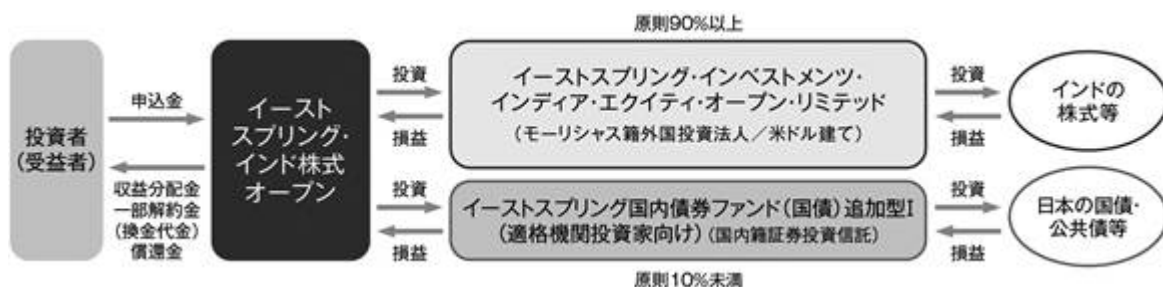 原則90%以上
投資者
(受益者)
申込金
収益分配金
一部解約金
(換金代金)
償還金
イースト
スプリング・
インド株式
オープン
投資
損益
イーストスプリング・インベストメンツ・
インディア・エクイティ・オープン・リミテッド
(モーリシャス籍外国投資法人/米ドル建て)
投資
損益
インドの
株式等
投資
損益
イーストスプリング国内債券ファンド(国債)追加型I
(適格機関投資家向け)(国内籍証券投資信託)
投資
損益
日本の国債・
公共債等
原則10%未満